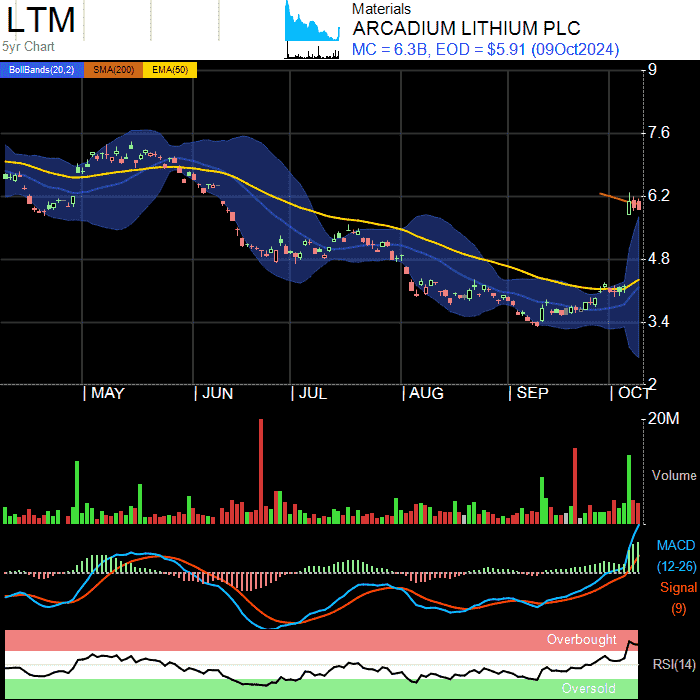 LTM
5yr Chart
Materials
ARCADIUM LITHIUM PLC
MC = 6.3B, EOD = $5.91 (09Oct2024)
BollBands(20,2) SMA(200) EMA(50)
9
7.6
6.2
4.8
3.4
2
MAY JUN JUL AUG SEP OCT
20M
Volume
MACD
(12-26)
Signal
(9)
Overbought
RSI(14)
Oversold